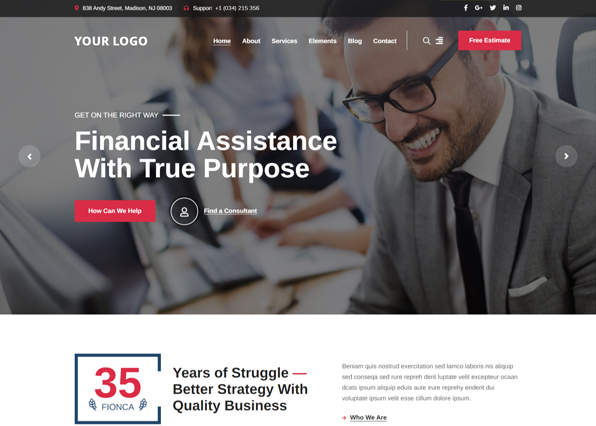 838 Andy Street, Madison, NJ 08003 Support +1 (034) 215 356
YOUR LOGO
Home About Services Elements Blog Contact
Free Estimate
GET ON THE RIGHT WAY
Financial Assistance
With True Purpose
How Can We Help
Find a Consultant
35
FIONCA
Years of Struggle —
Better Strategy With
Quality Business
Beniam quis nostrud exercitation sed lamco laboris nis aliquip
sed conseqa sed rure repreh derit luptate velit excepteur ocaan
dcats ipsum aliquip eduis aute irure reprehy enderit dui
voluptate ipsum velit esse cillum dolore ipsum.
Who We Are